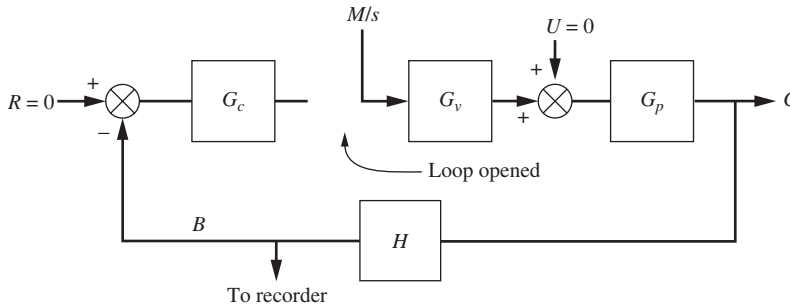 M/s
U = 0
R = 0
+
−
G_c
G_v
+
+
G_p
C
Loop opened
B
H
To recorder